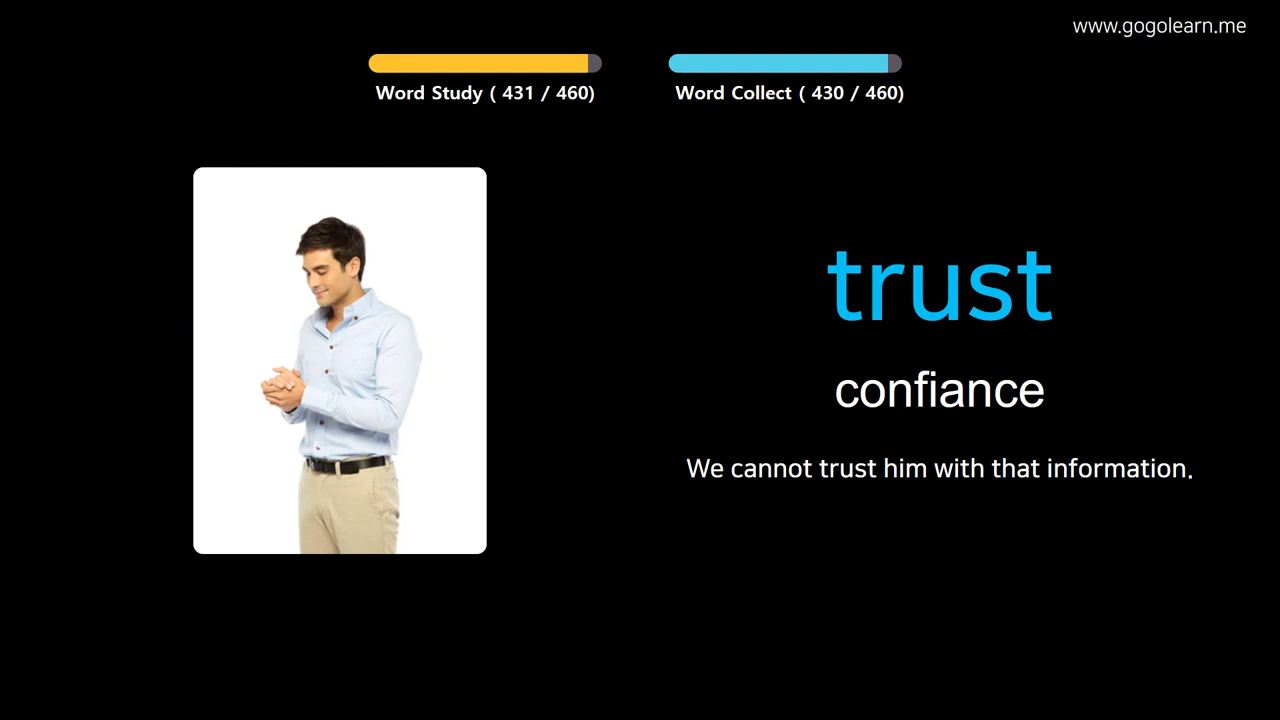 www.gogolearn.me
Word Study ( 431 / 460)
Word Collect ( 430 / 460)
trust
confiance
We cannot trust him with that information.